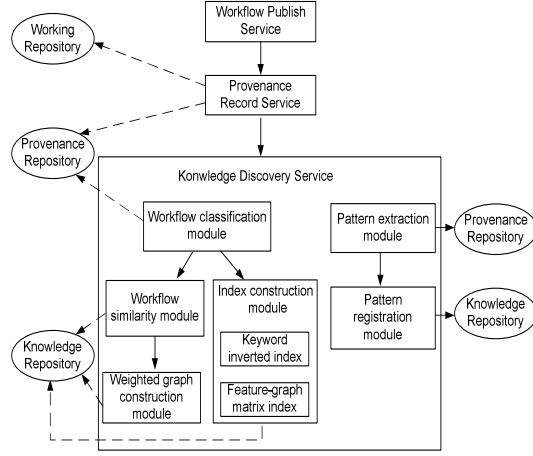 Workflow Publish
Service
Working
Repository
Provenance
Record Service
Provenance
Repository
Konwledge Discovery Service
Workflow classification
module
Pattern extraction
module
Provenance
Repository
Workflow
similarity module
Index construction
module
Pattern
registration module
Knowledge
Repository
Keyword
inverted index
Knowledge
Repository
Weighted graph
construction module
Feature-graph
matrix index